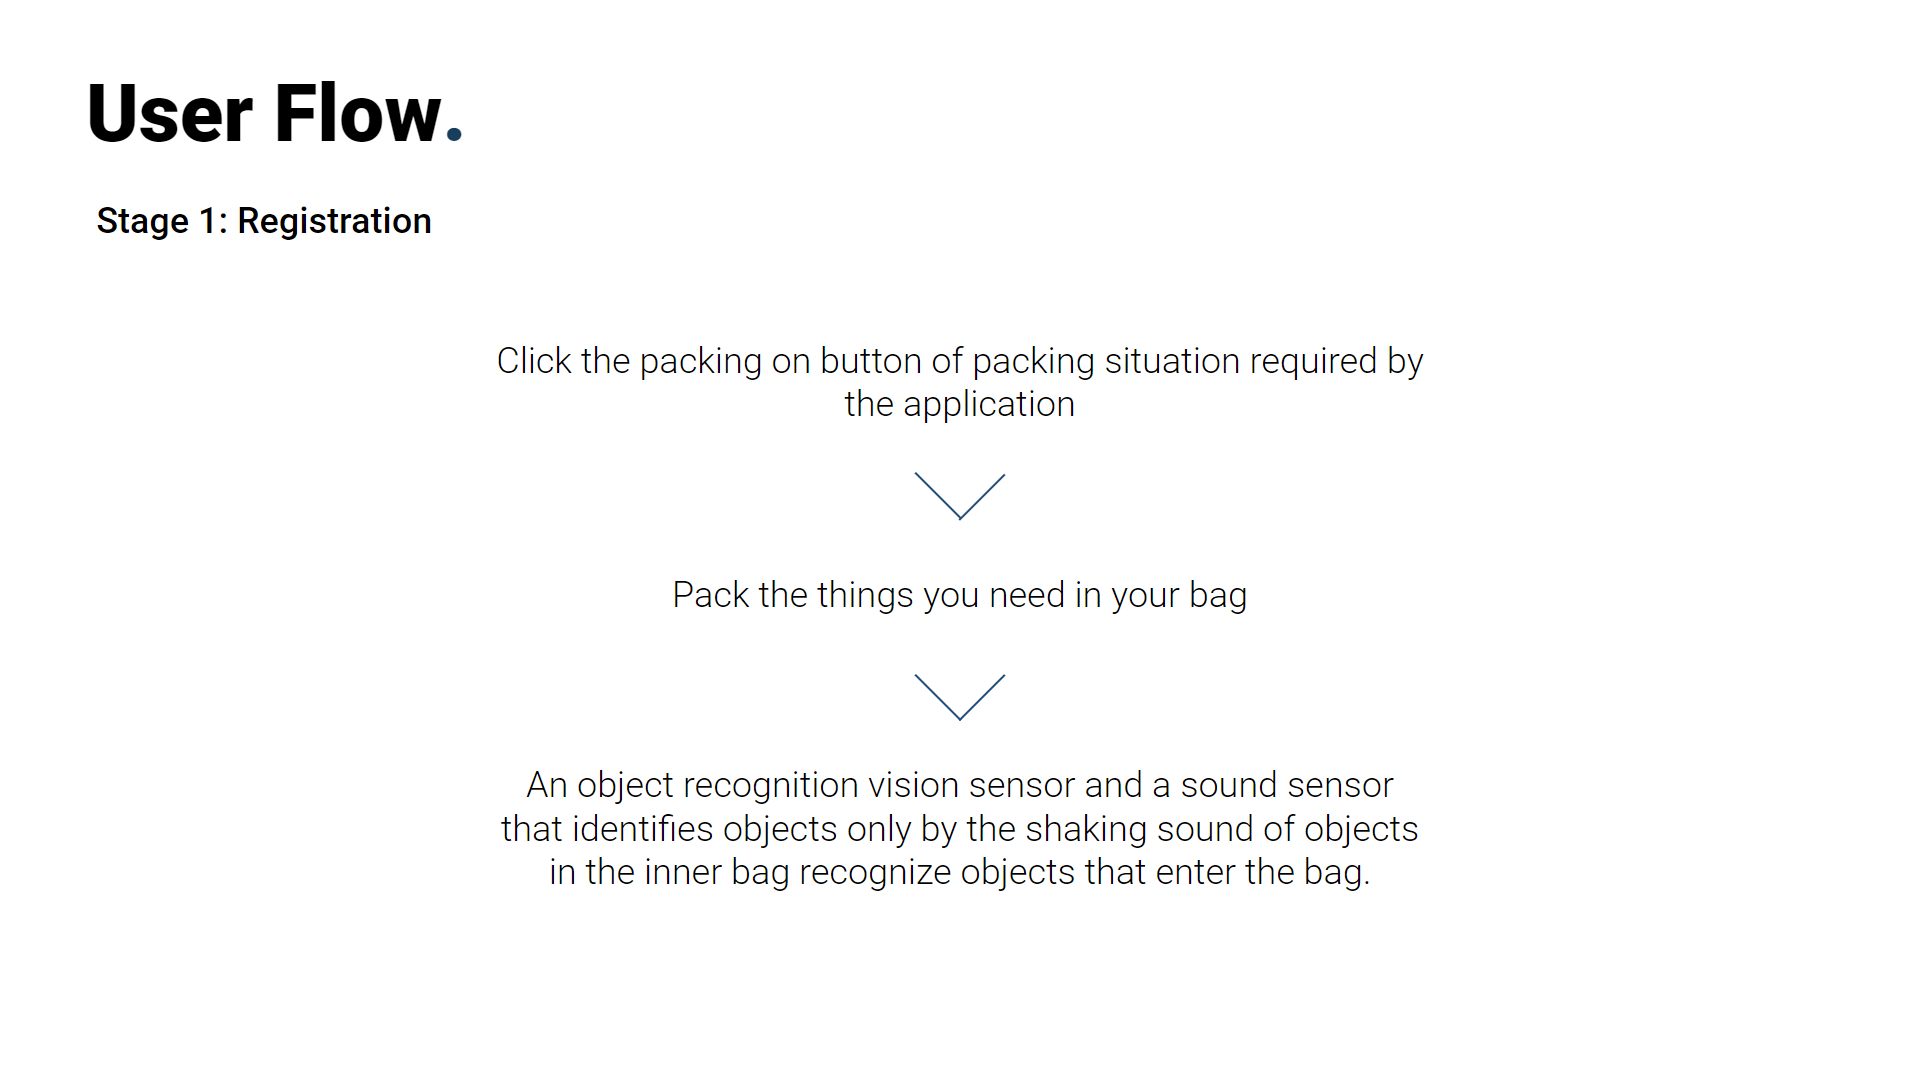 User Flow.
Stage 1: Registration
Click the packing on button of packing situation required by
the application
Pack the things you need in your bag
An object recognition vision sensor and a sound sensor
that identifies objects only by the shaking sound of objects
in the inner bag recognize objects that enter the bag.